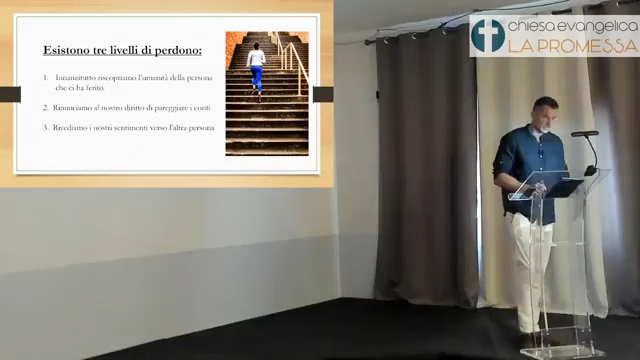 Esistono tre livelli di perdono:
1. Innanzitutto riscopriamo l'umanità della persona
che ci ha ferito.
2. Rinunciamo al nostro diritto di pareggiare i conti
3. Rivediamo i nostri sentimenti verso l'altra persona
chiesa evangelica
LA PROMESSA